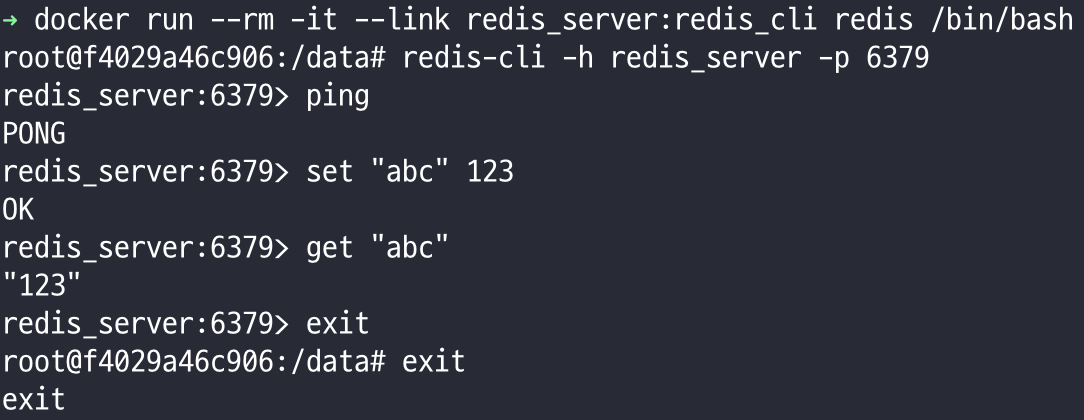 → docker run --rm -it --link redis_server:redis_cli redis /bin/bash
root@f4029a46c906:/data# redis-cli -h redis_server -p 6379
redis_server:6379> ping
PONG
redis_server:6379> set "abc" 123
OK
redis_server:6379> get "abc"
"123"
redis_server:6379> exit
root@f4029a46c906:/data# exit
exit